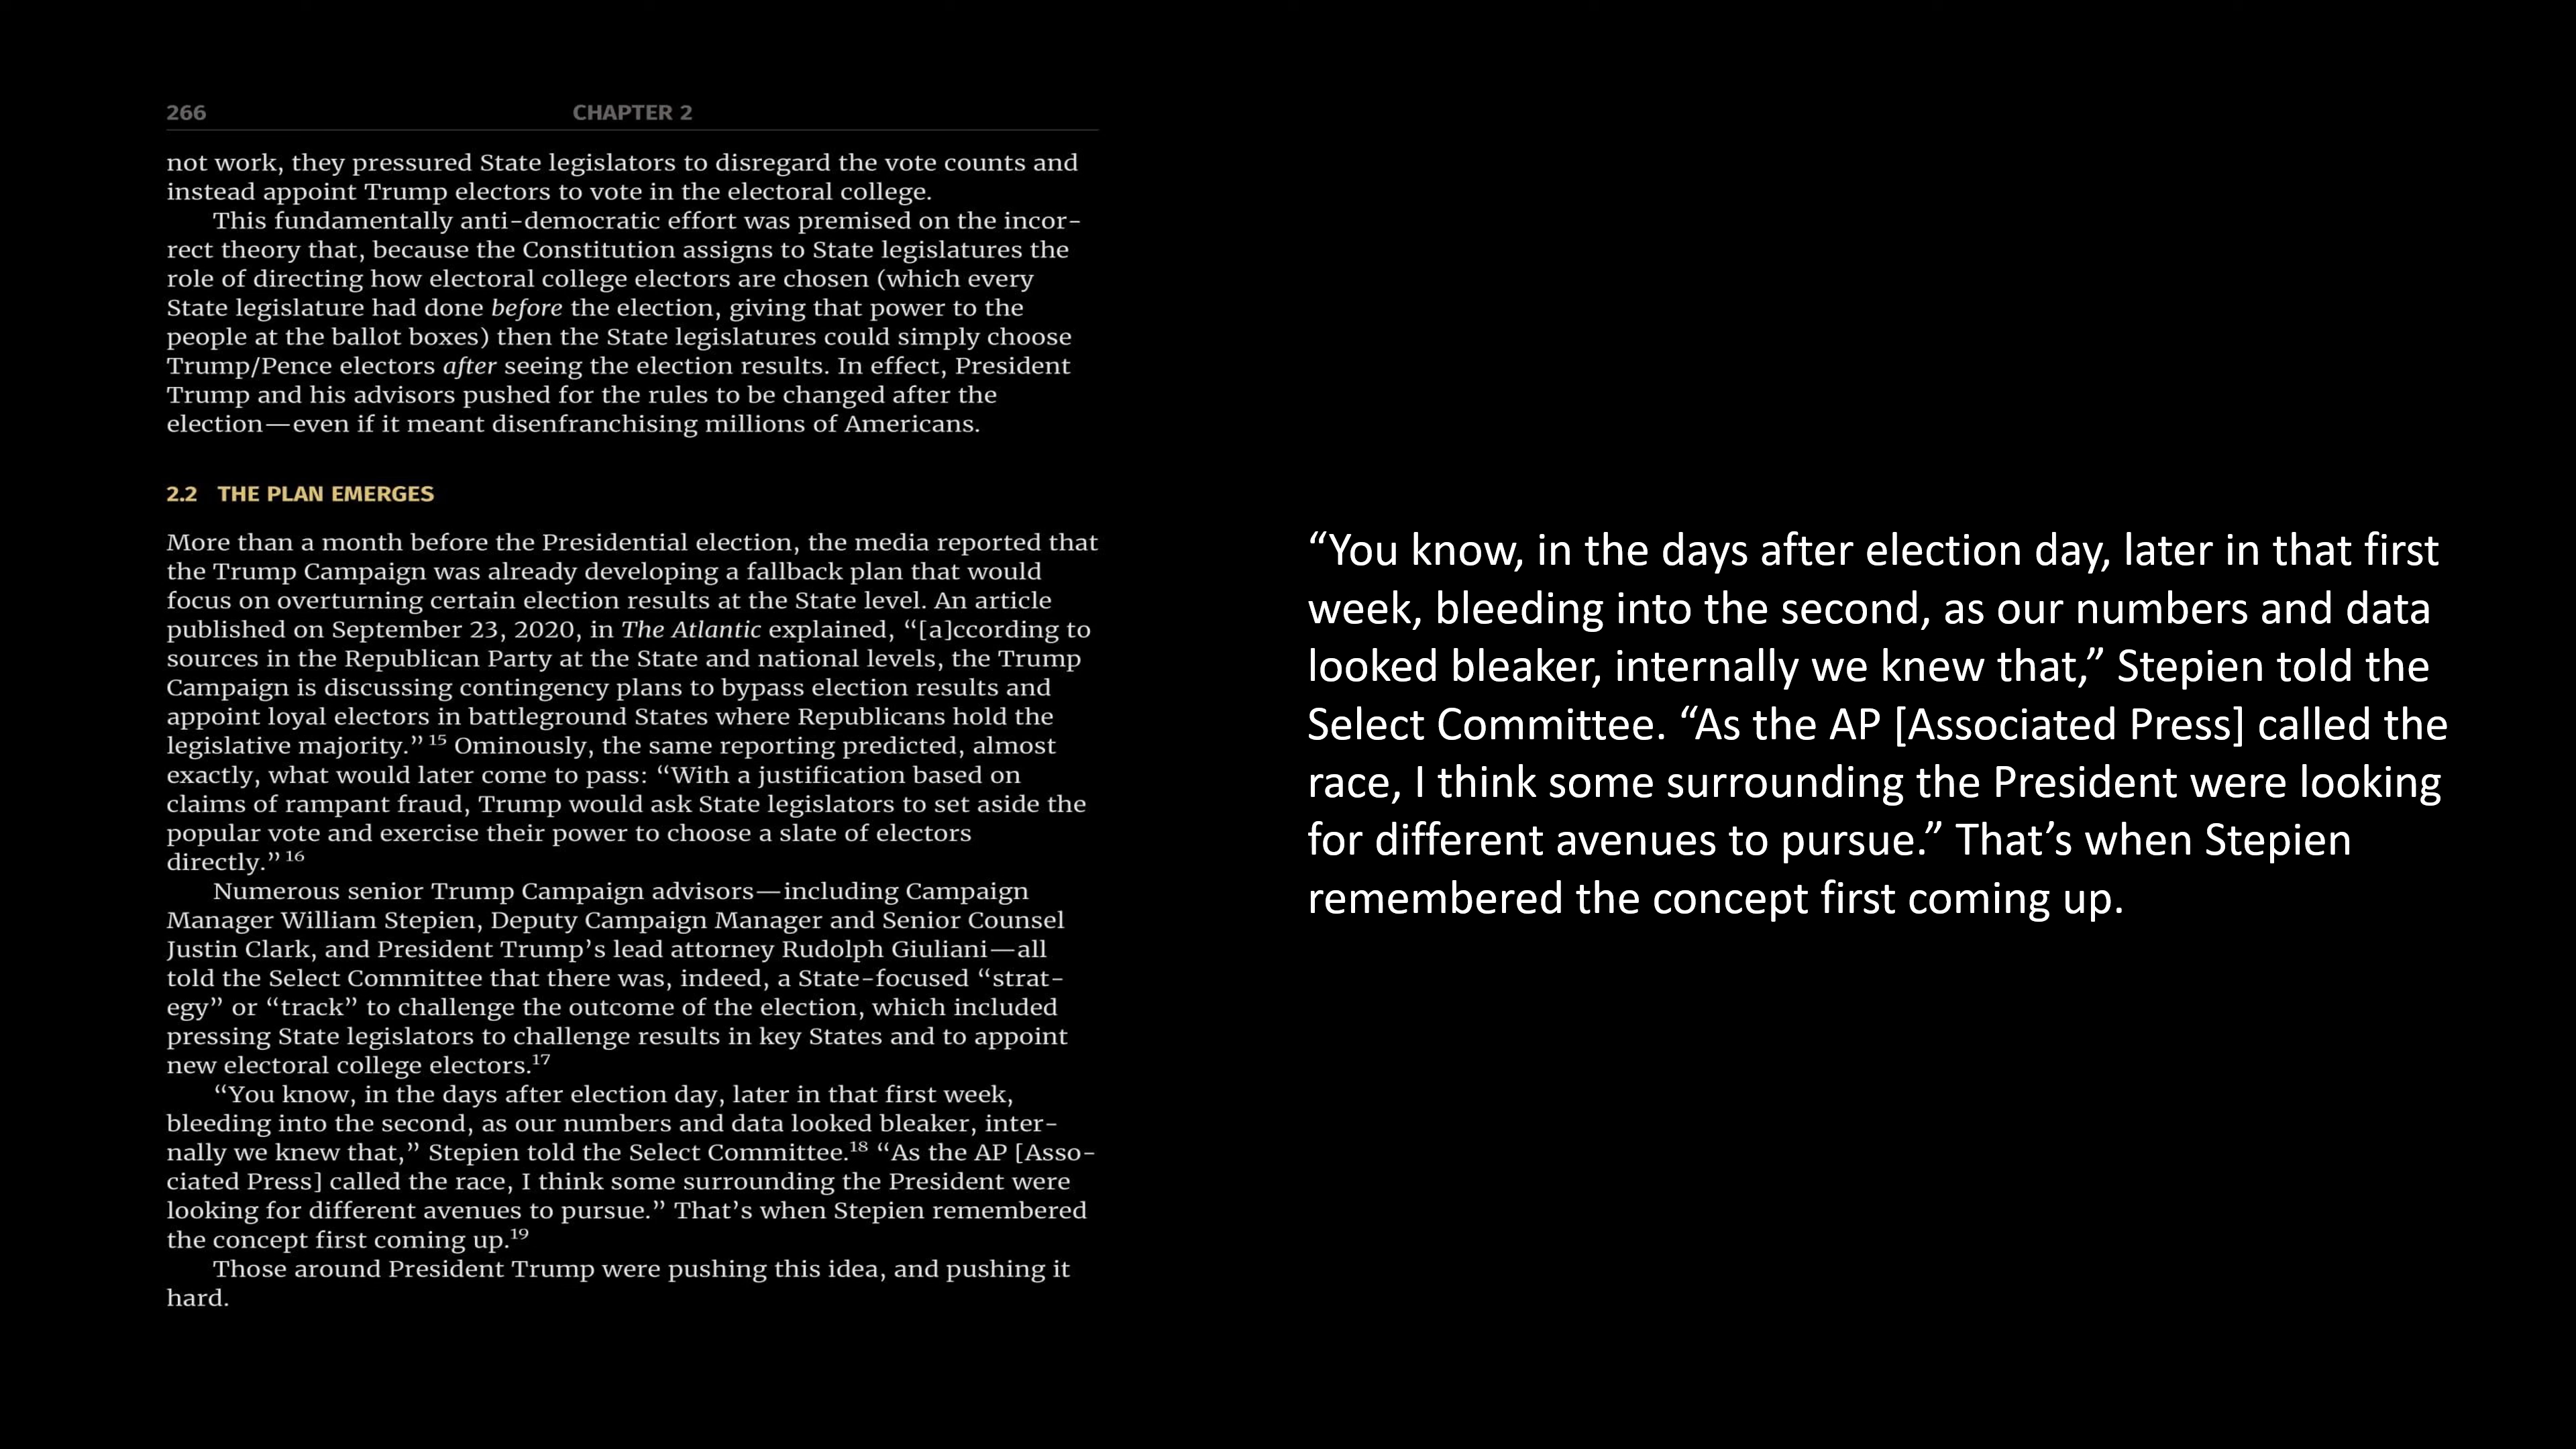 266 CHAPTER 2
not work, they pressured State legislators to disregard the vote counts and
instead appoint Trump electors to vote in the electoral college.
This fundamentally anti-democratic effort was premised on the incor-
rect theory that, because the Constitution assigns to State legislatures the
role of directing how electoral college electors are chosen (which every
State legislature had done before the election, giving that power to the
people at the ballot boxes) then the State legislatures could simply choose
Trump/Pence electors after seeing the election results. In effect, President
Trump and his advisors pushed for the rules to be changed after the
election—even if it meant disenfranchising millions of Americans.
2.2 THE PLAN EMERGES
More than a month before the Presidential election, the media reported that
the Trump Campaign was already developing a fallback plan that would
focus on overturning certain election results at the State level. An article
published on September 23, 2020, in The Atlantic explained, “[a]ccording to
sources in the Republican Party at the State and national levels, the Trump
Campaign is discussing contingency plans to bypass election results and
appoint loyal electors in battleground States where Republicans hold the
legislative majority.” 15 Ominously, the same reporting predicted, almost
exactly, what would later come to pass: “With a justification based on
claims of rampant fraud, Trump would ask State legislators to set aside the
popular vote and exercise their power to choose a slate of electors
directly.” 16
Numerous senior Trump Campaign advisors—including Campaign
Manager William Stepien, Deputy Campaign Manager and Senior Counsel
Justin Clark, and President Trump’s lead attorney Rudolph Giuliani—all
told the Select Committee that there was, indeed, a State-focused “strat-
egy” or “track” to challenge the outcome of the election, which included
pressing State legislators to challenge results in key States and to appoint
new electoral college electors.17
“You know, in the days after election day, later in that first week,
bleeding into the second, as our numbers and data looked bleaker, inter-
nally we knew that,” Stepien told the Select Committee.18 “As the AP [Asso-
ciated Press] called the race, I think some surrounding the President were
looking for different avenues to pursue.” That’s when Stepien remembered
the concept first coming up.19
Those around President Trump were pushing this idea, and pushing it
hard.
“You know, in the days after election day, later in that first
week, bleeding into the second, as our numbers and data
looked bleaker, internally we knew that,” Stepien told the
Select Committee. “As the AP [Associated Press] called the
race, I think some surrounding the President were looking
for different avenues to pursue.” That’s when Stepien
remembered the concept first coming up.